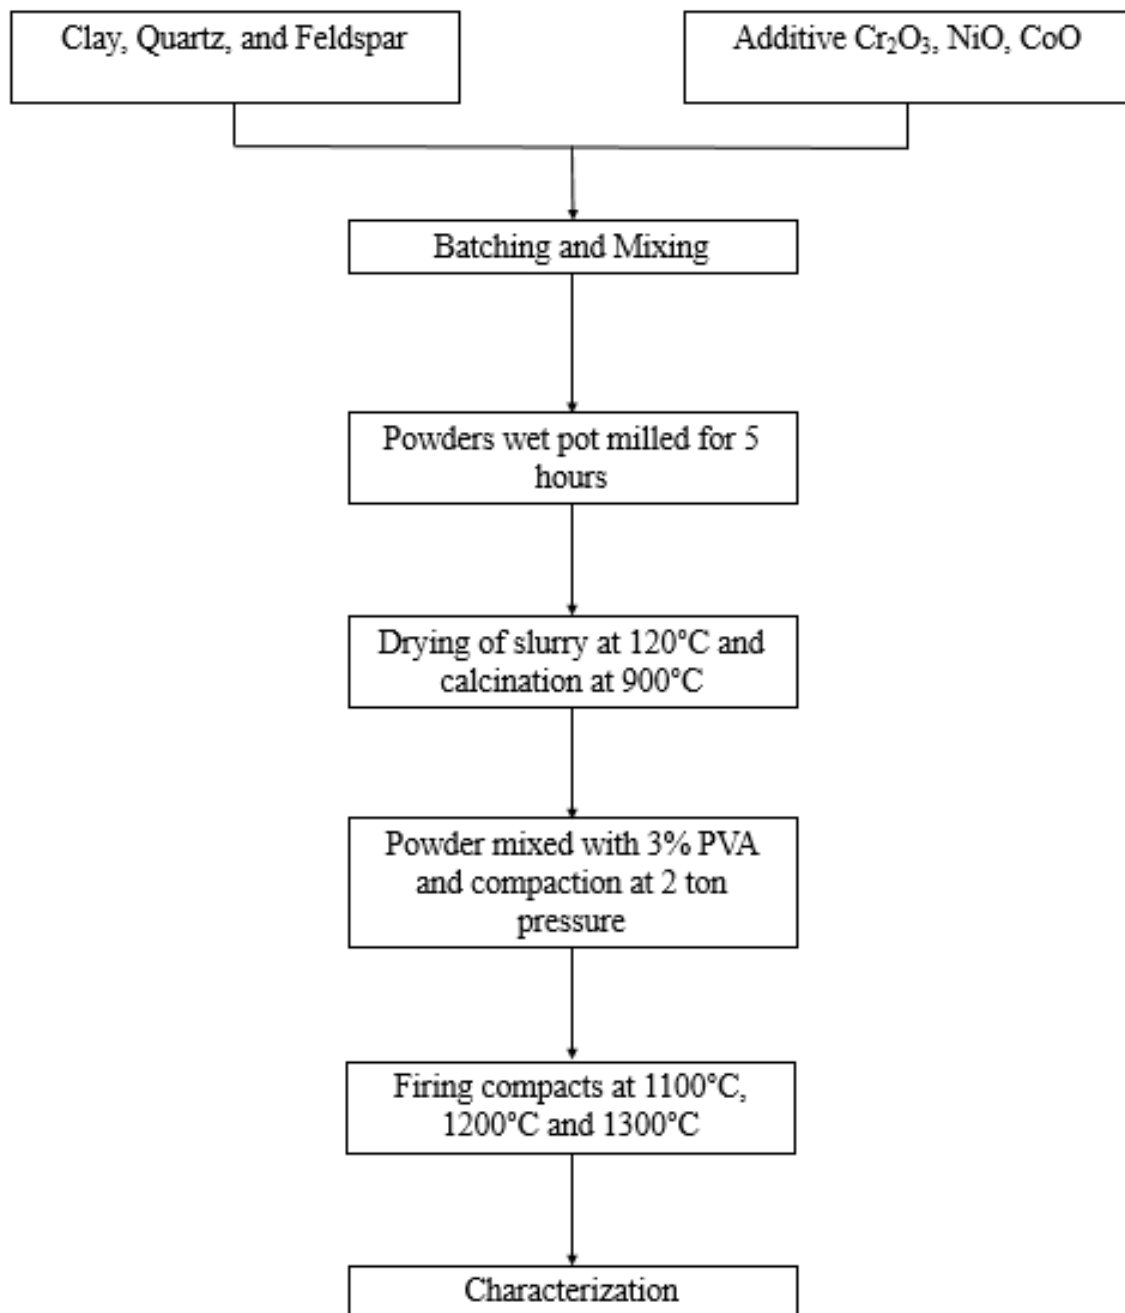 Clay, Quartz, and Feldspar
Additive Cr₂O₃, NiO, CoO
Batching and Mixing
Powders wet pot milled for 5
hours
Drying of slurry at 120°C and
calcination at 900°C
Powder mixed with 3% PVA
and compaction at 2 ton
pressure
Firing compacts at 1100°C,
1200°C and 1300°C
Characterization